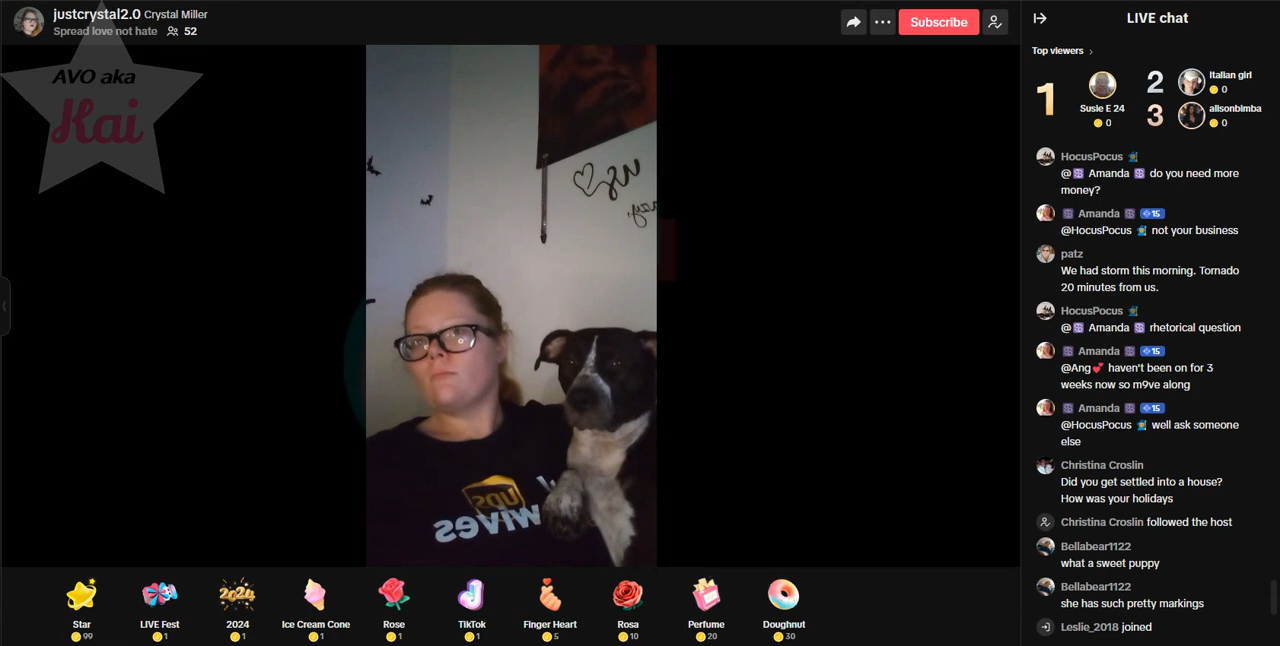 justcrystal2.0 Crystal Miller
Spread love not hate 52
Subscribe
AVO aka
Kai
us
ups
wives
Star
99
LIVE Fest
1
2024
2024
1
Ice Cream Cone
1
Rose
1
TikTok
1
Finger Heart
5
Rosa
10
Perfume
20
Doughnut
30
LIVE chat
Top viewers
1
Susie E 24
0
2
Italian girl
0
3
alisonbimba
0
HocusPocus
@ Amanda do you need more
money?
Amanda 15
@HocusPocus not your business
patz
We had storm this morning. Tornado
20 minutes from us.
HocusPocus
@ Amanda rhetorical question
Amanda 15
@Ang💕 haven't been on for 3
weeks now so m9ve along
Amanda 15
@HocusPocus well ask someone
else
Christina Croslin
Did you get settled into a house?
How was your holidays
Christina Croslin followed the host
Bellabear1122
what a sweet puppy
Bellabear1122
she has such pretty markings
Leslie_2018 joined